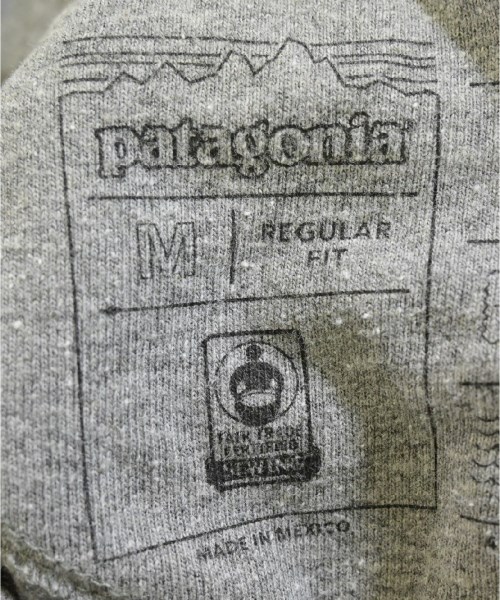 patagonia
M | REGULAR FIT
FAIR TRADE
CERTIFIED
SEWING
MADE IN MEXICO